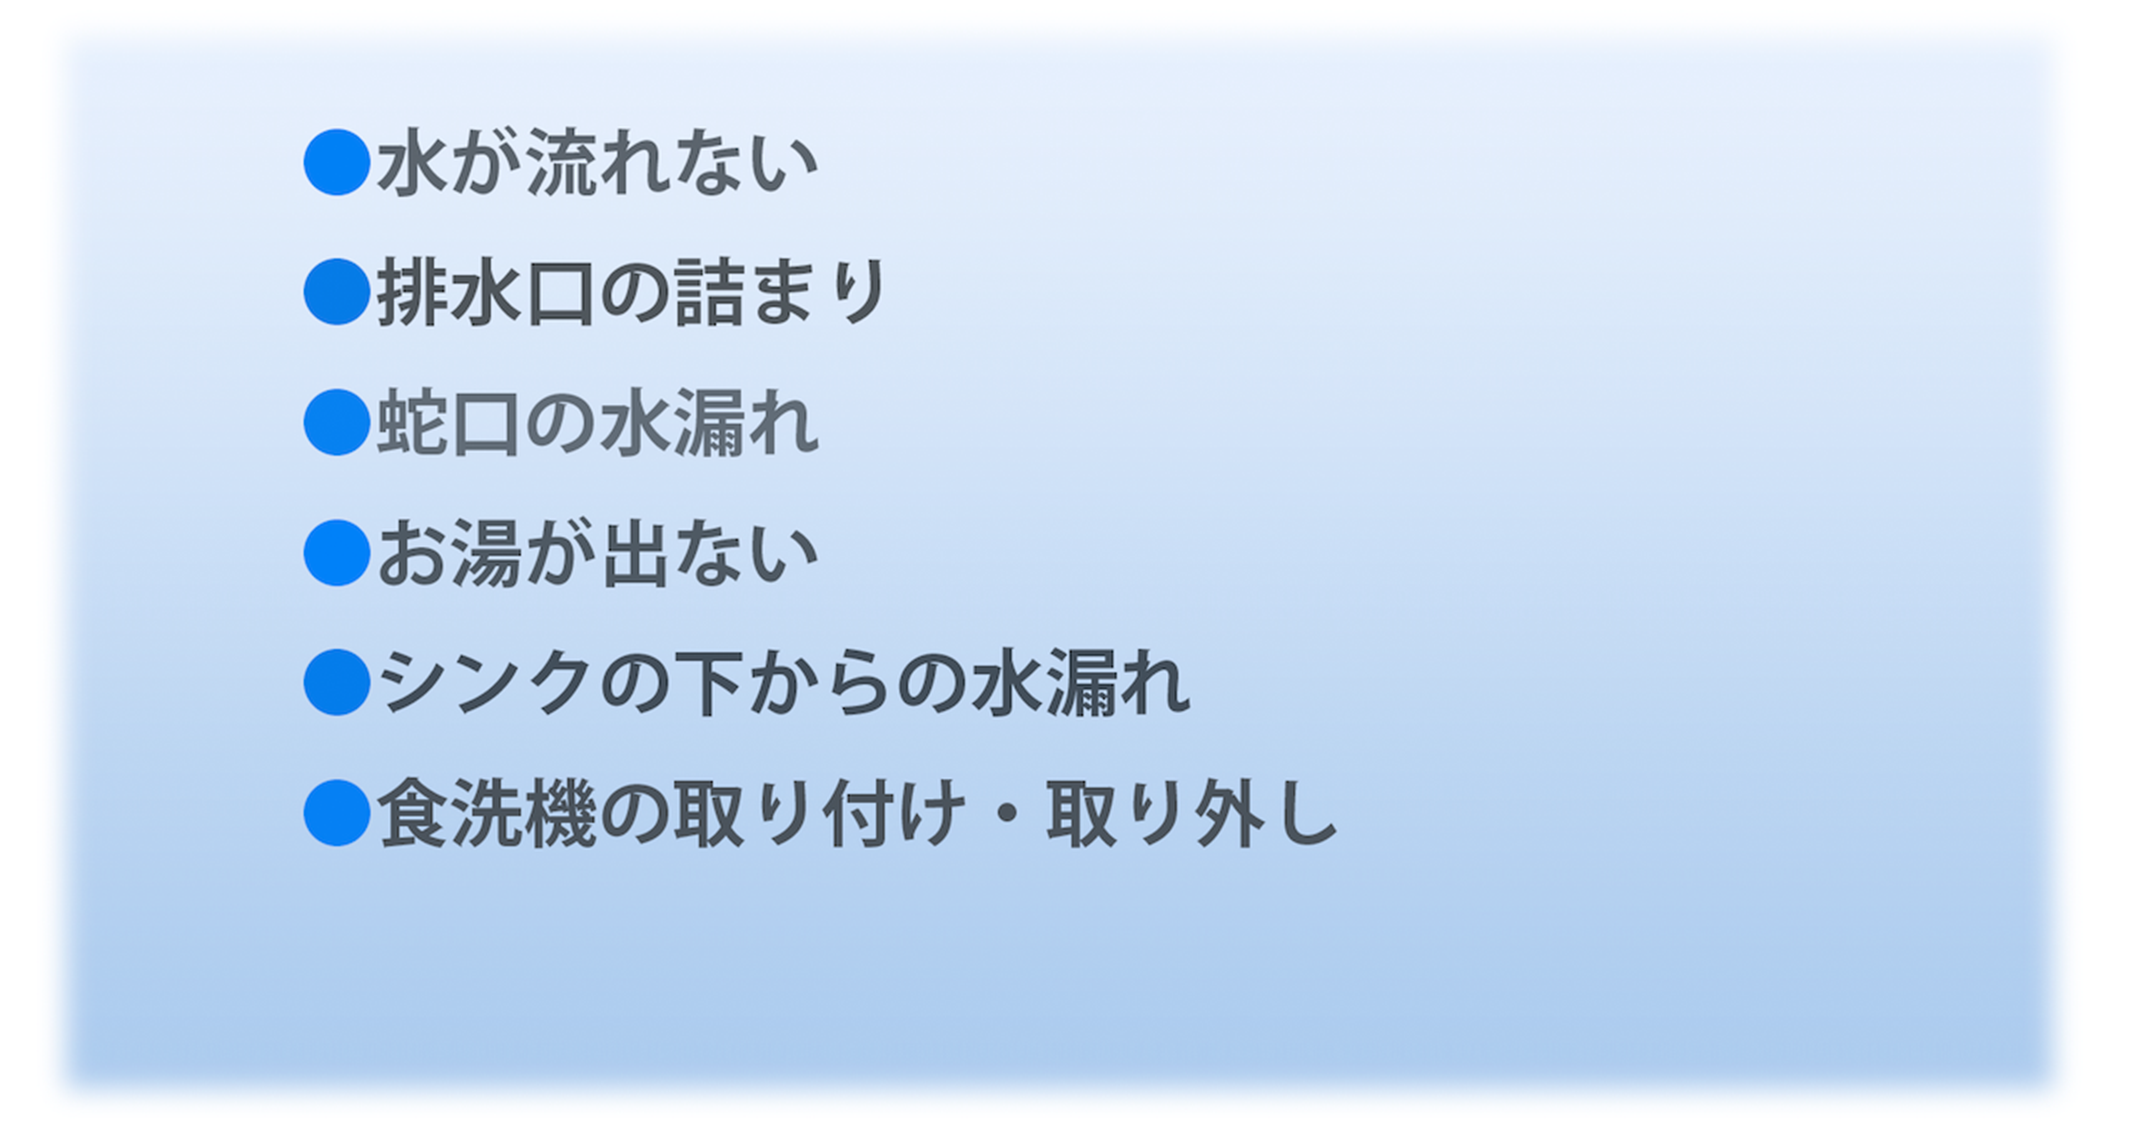 ●水が流れない
●排水口の詰まり
●蛇口の水漏れ
●お湯が出ない
●シンクの下からの水漏れ
●食洗機の取り付け・取り外し